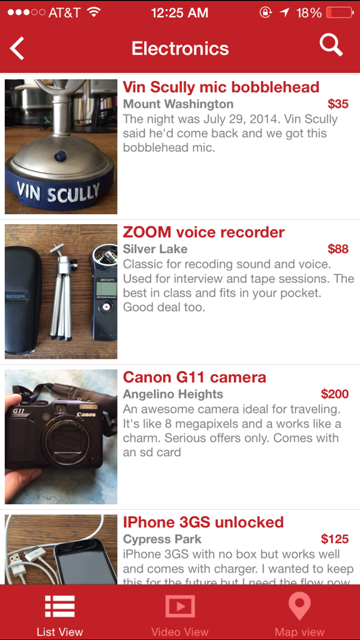 AT&T 12:25 AM 18%
Electronics
Vin Scully mic bobblehead
Mount Washington $35
The night was July 29, 2014. Vin Scully
said he'd come back and we got this
bobblehead mic.
VIN SCULLY
ZOOM voice recorder
Silver Lake $88
Classic for recoding sound and voice.
Used for interview and tape sessions. The
best in class and fits in your pocket.
Good deal too.
Canon G11 camera
Angelino Heights $200
An awesome camera ideal for traveling.
It's like 8 megapixels and a works like a
charm. Serious offers only. Comes with
an sd card
G11
Canon
IPhone 3GS unlocked
Cypress Park $125
iPhone 3GS with no box but works well
and comes with charger. I wanted to keep
this for the future but I need the flow now
List View Video View Map view